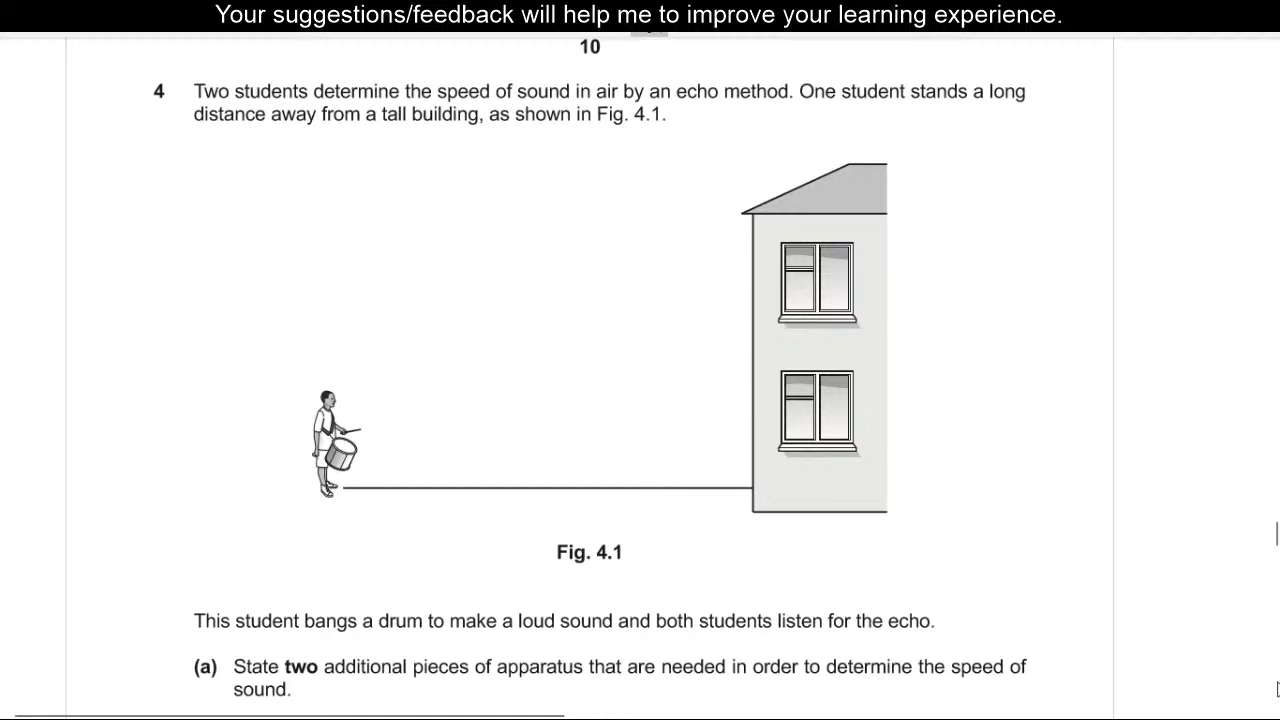 Your suggestions/feedback will help me to improve your learning experience.
10
4 Two students determine the speed of sound in air by an echo method. One student stands a long
distance away from a tall building, as shown in Fig. 4.1.
Fig. 4.1
This student bangs a drum to make a loud sound and both students listen for the echo.
(a) State two additional pieces of apparatus that are needed in order to determine the speed of
sound.